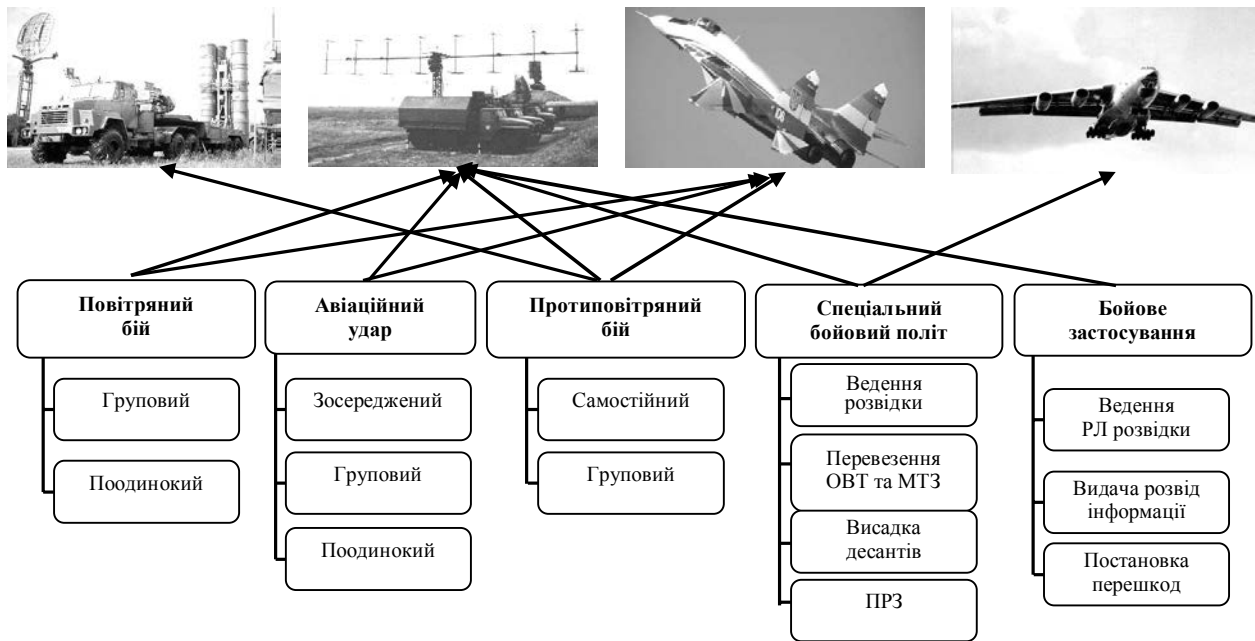 Повітряний
бій
Груповий
Поодинокий
Авіаційний
удар
Зосереджений
Груповий
Поодинокий
Протиповітряний
бій
Самостійний
Груповий
Спеціальний
бойовий політ
Ведення
розвідки
Перевезення
ОВТ та МТЗ
Висадка
десантів
ПРЗ
Бойове
застосування
Ведення
РЛ розвідки
Видача розвід
інформації
Постановка
перешкод